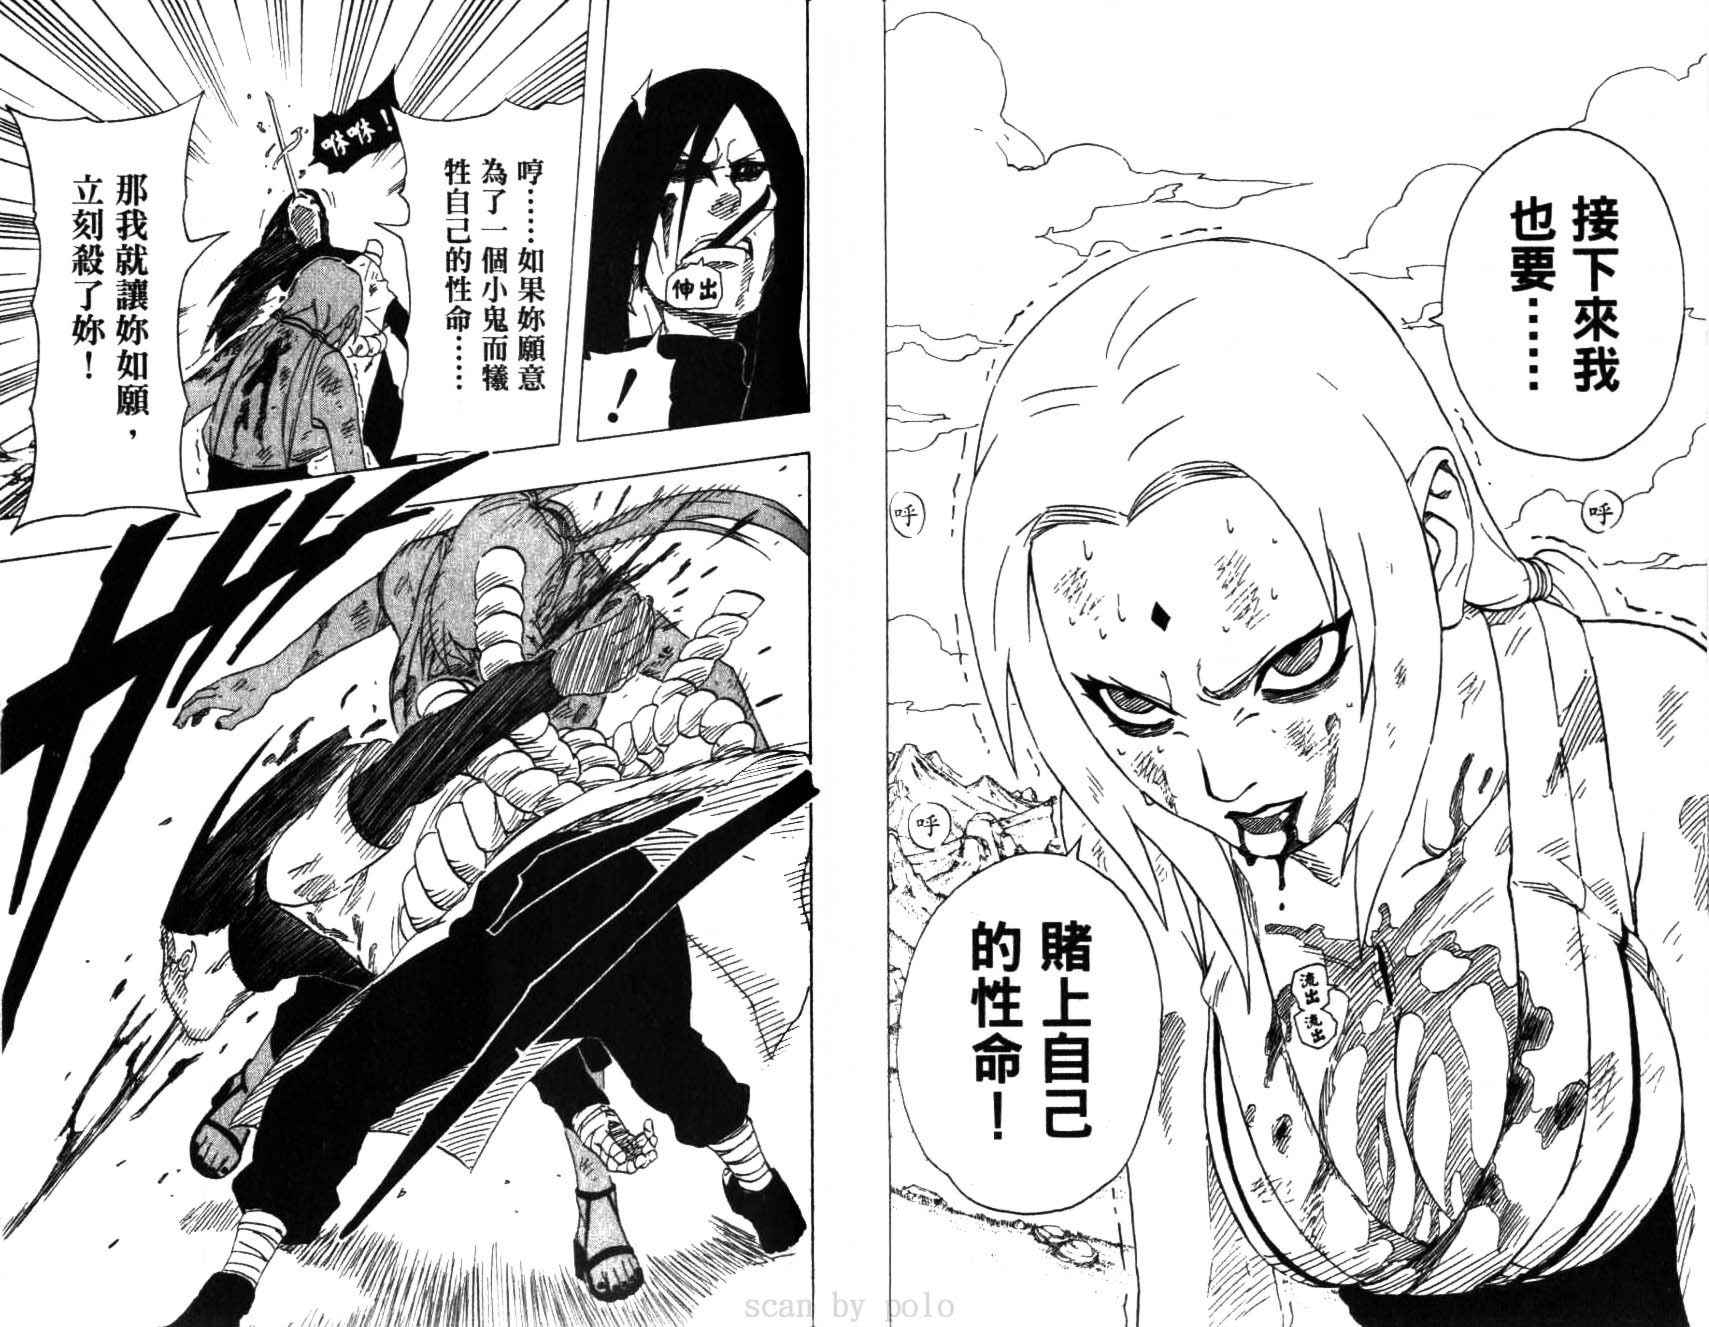 接下來我
也要……
呼
呼
呼
賭上自己
的性命！
流出
流出
伸出
！
哼……如果妳願意
為了一個小鬼而犧
牲自己的性命……
咻咻！
那我就讓妳如願，
立刻殺了妳！
scan by polo